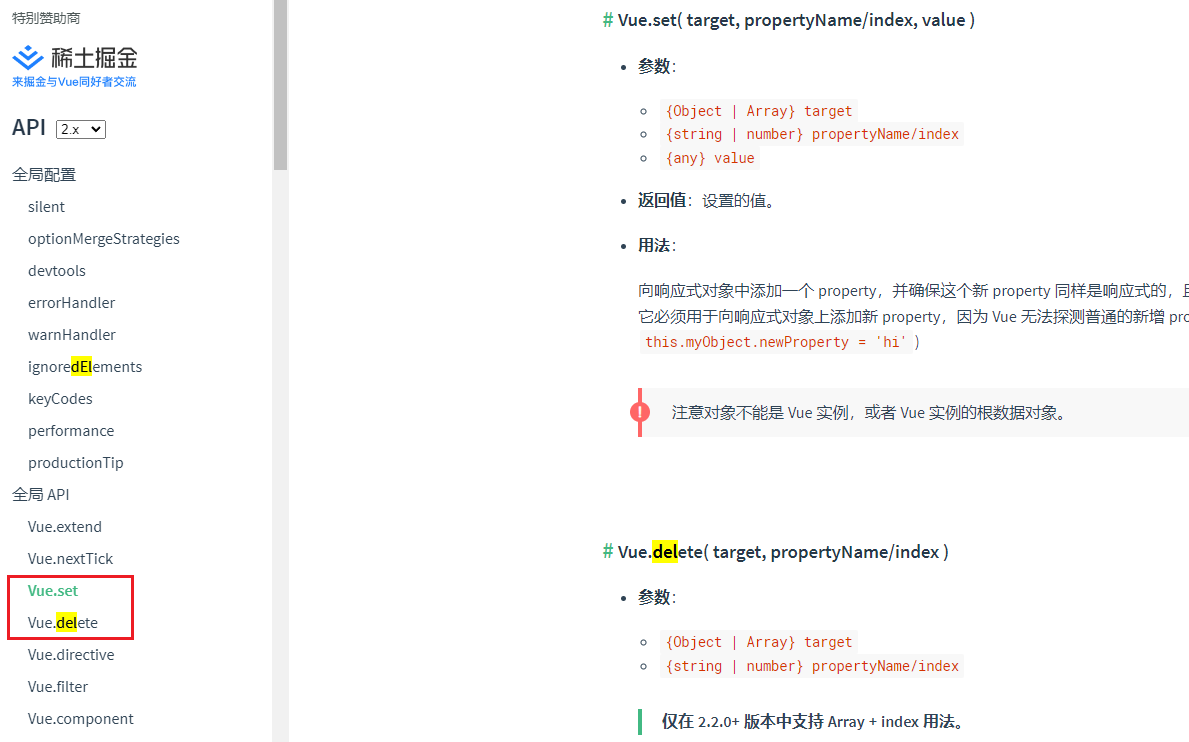 特别赞助商
稀土掘金
来掘金与Vue同好者交流
API 2.x
全局配置
silent
optionMergeStrategies
devtools
errorHandler
warnHandler
ignoredElements
keyCodes
performance
productionTip
全局 API
Vue.extend
Vue.nextTick
Vue.set
Vue.delete
Vue.directive
Vue.filter
Vue.component
# Vue.set( target, propertyName/index, value )
参数：
{Object | Array} target
{string | number} propertyName/index
{any} value
返回值：设置的值。
用法：
向响应式对象中添加一个 property，并确保这个新 property 同样是响应式的，且
它必须用于向响应式对象上添加新 property，因为 Vue 无法探测普通的新增 pro
this.myObject.newProperty = 'hi' )
注意对象不能是 Vue 实例，或者 Vue 实例的根数据对象。
# Vue.delete( target, propertyName/index )
参数：
{Object | Array} target
{string | number} propertyName/index
仅在 2.2.0+ 版本中支持 Array + index 用法。